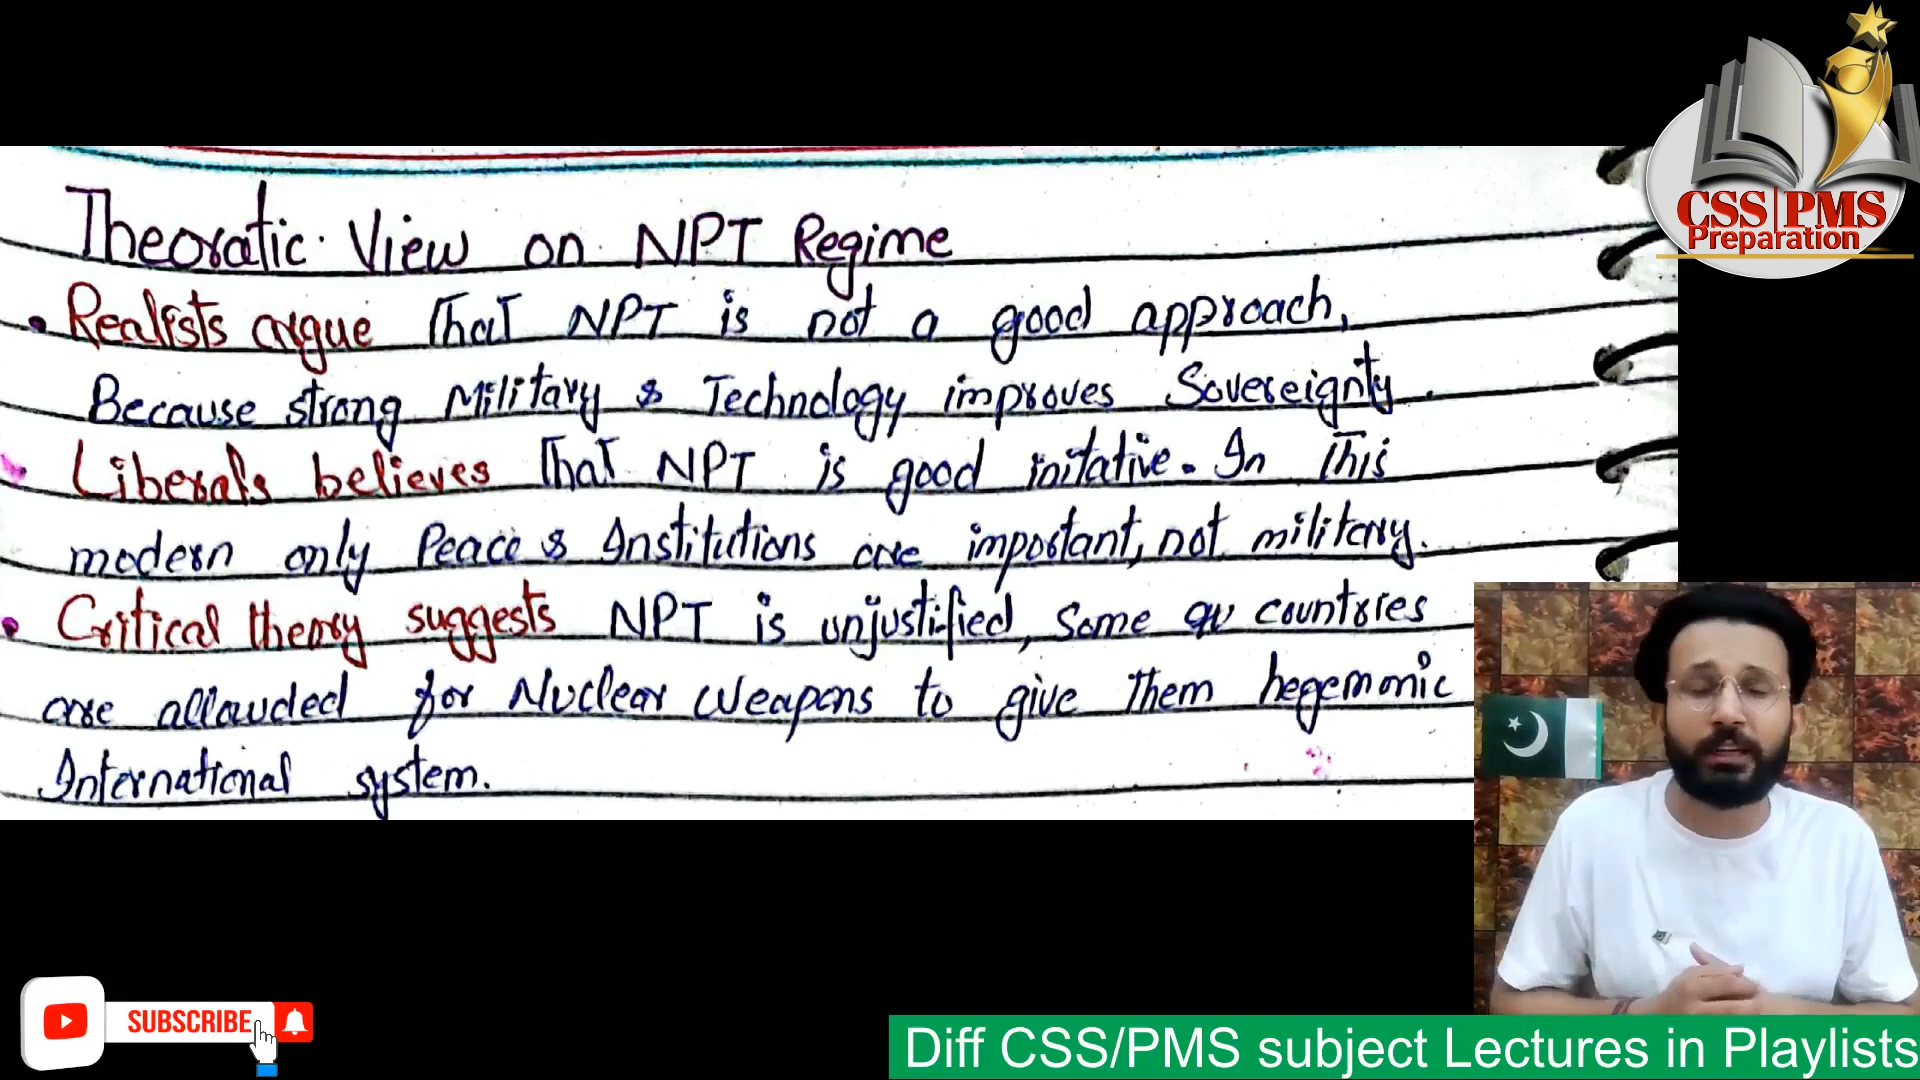 Theoratic View on NPT Regime
• Realists argue that NPT is not a good approach,
Because strong Military & Technology improves Sovereignty.
• Liberals believes that NPT is good initative. In this
modern only Peace & Institutions are important, not military.
• Critical theory suggests NPT is unjustified, some countries
are allowded for Nuclear weapons to give them hegemonic
International system.
CSS|PMS
Preparation
SUBSCRIBE
Diff CSS/PMS subject Lectures in Playlists